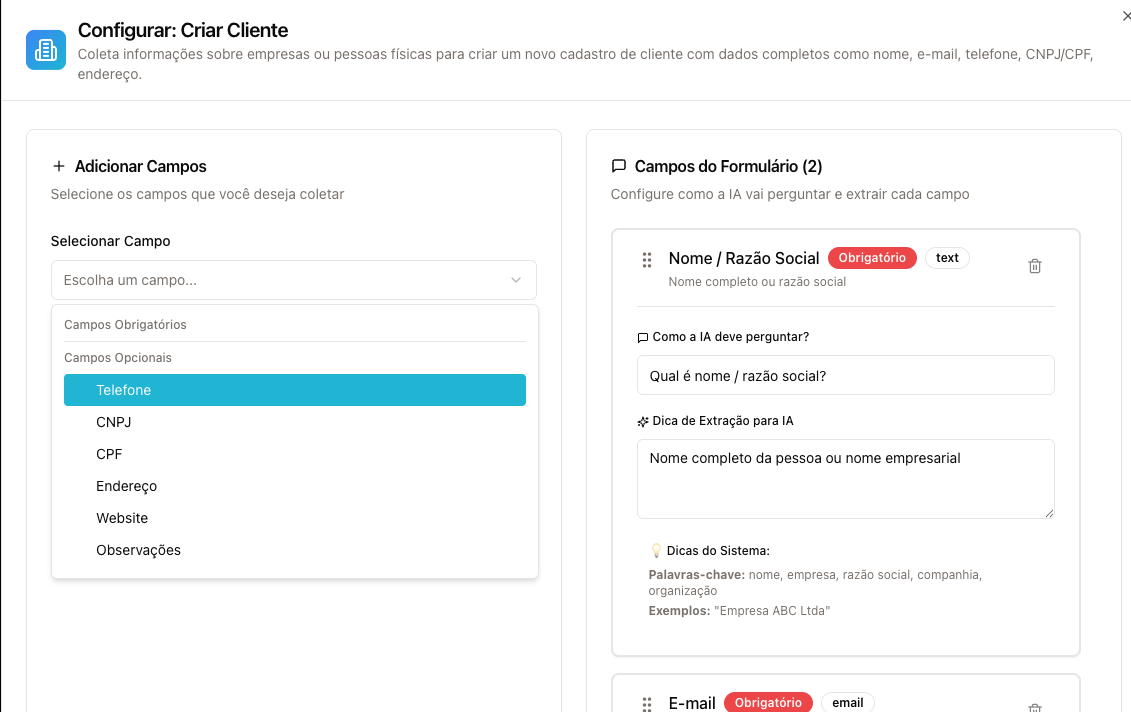 Configurar: Criar Cliente
Coleta informações sobre empresas ou pessoas físicas para criar um novo cadastro de cliente com dados completos como nome, e-mail, telefone, CNPJ/CPF,
endereço.
Adicionar Campos
Selecione os campos que você deseja coletar
Selecionar Campo
Escolha um campo...
Campos Obrigatórios
Campos Opcionais
Telefone
CNPJ
CPF
Endereço
Website
Observações
Campos do Formulário (2)
Configure como a IA vai perguntar e extrair cada campo
Nome / Razão Social Obrigatório text
Nome completo ou razão social
Como a IA deve perguntar?
Qual é nome / razão social?
Dica de Extração para IA
Nome completo da pessoa ou nome empresarial
Dicas do Sistema:
Palavras-chave: nome, empresa, razão social, companhia,
organização
Exemplos: "Empresa ABC Ltda"
E-mail Obrigatório email